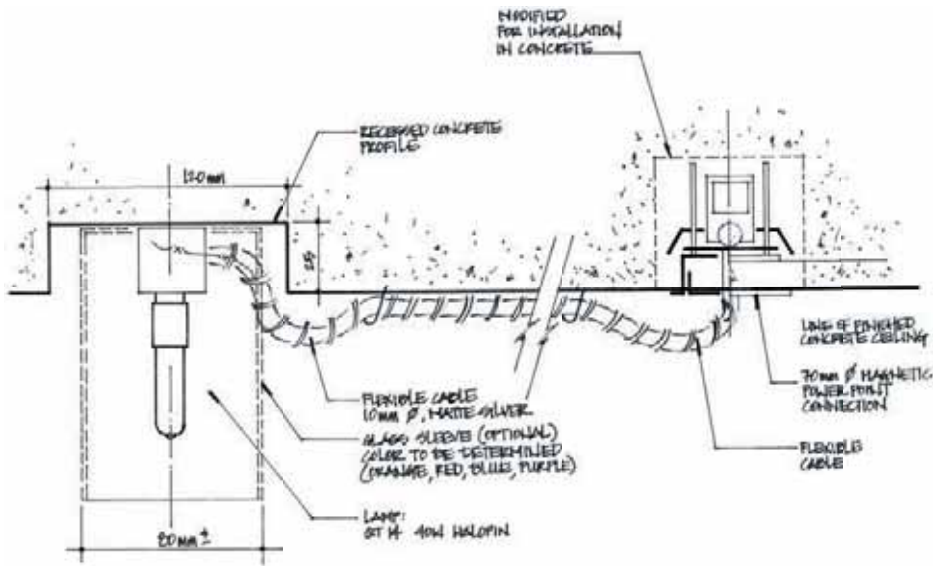 MODIFIED
FOR INSTALLATION
IN CONCRETE
RECESSED CONCRETE
PROFILE
120mm
25
LINE OF FINISHED
CONCRETE CEILING
70mm Ø MAGNETIC
POWER POINT
CONNECTION
FLEXIBLE CABLE
10mm Ø, MATTE SILVER
GLASS SLEEVE (OPTIONAL)
COLOR TO BE DETERMINED
(ORANGE, RED, BLUE, PURPLE)
FLEXIBLE
CABLE
LAMP:
QT 14 40W HALOPIN
80mm ±